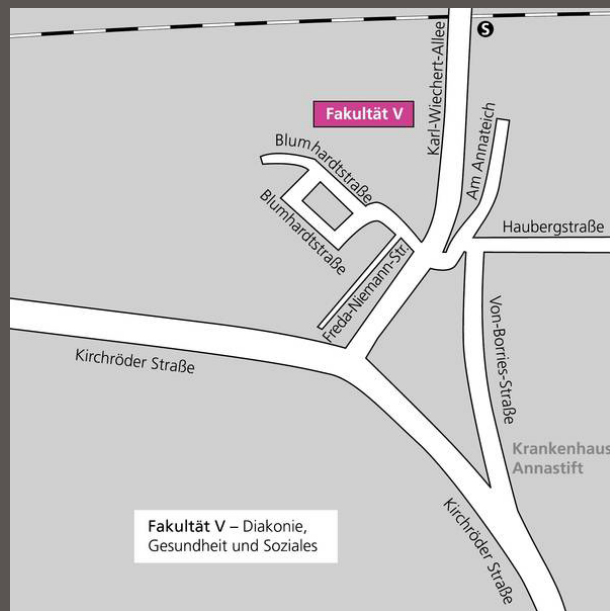 S
Karl-Wiechert-Allee
Fakultät V
Am Annateich
Blumhardtstraße
Blumhardtstraße
Haubergstraße
Freda-Niemann-Str.
Von-Borries-Straße
Kirchröder Straße
Krankenhaus
Annastift
Kirchröder Straße
Fakultät V – Diakonie,
Gesundheit und Soziales